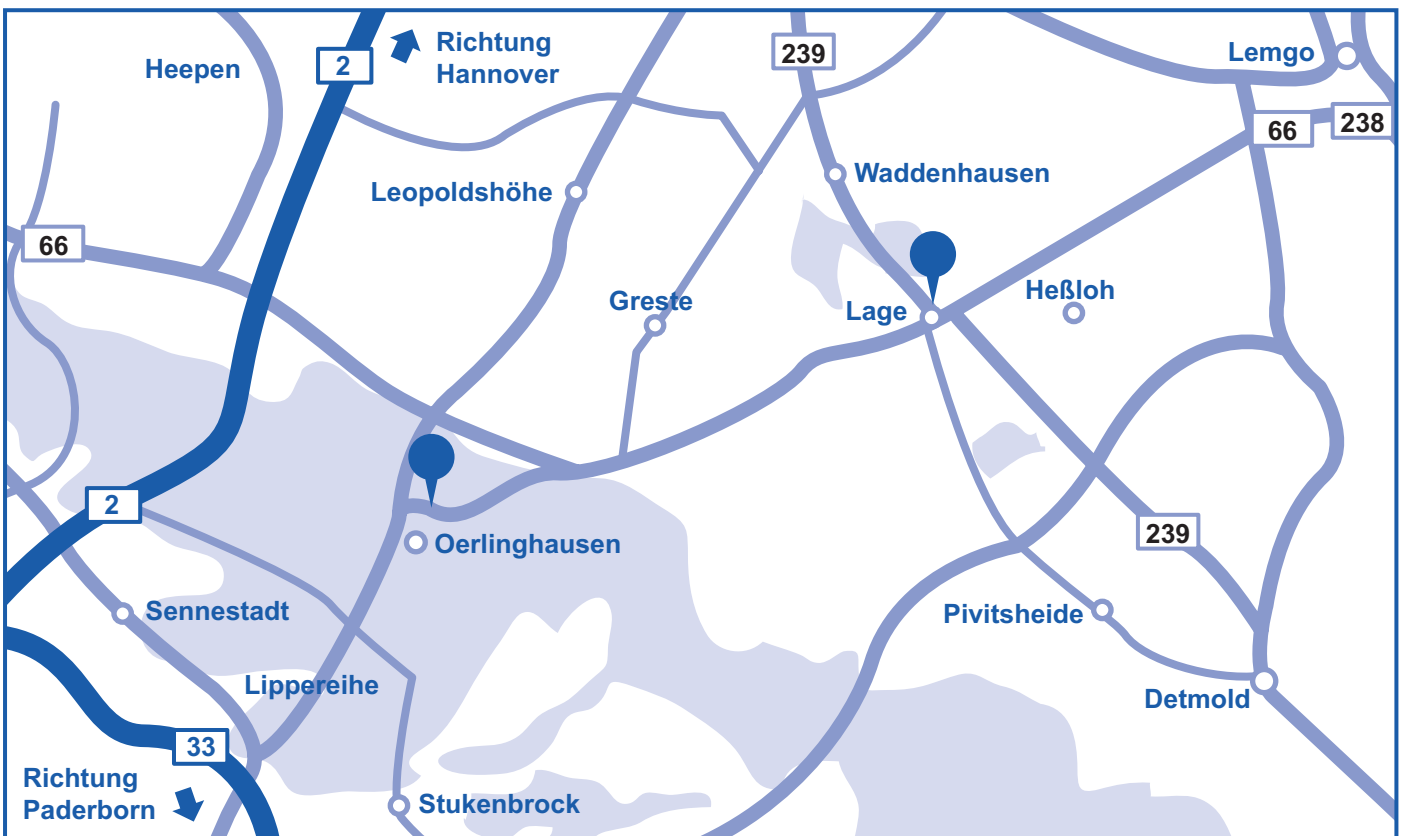 Heepen
2
Richtung
Hannover
239
Lemgo
66
238
Leopoldshöhe
Waddenhausen
66
Greste
Lage
Heßloh
2
Oerlinghausen
239
Sennestadt
Pivitsheide
Lippereihe
Detmold
33
Richtung
Paderborn
Stukenbrock